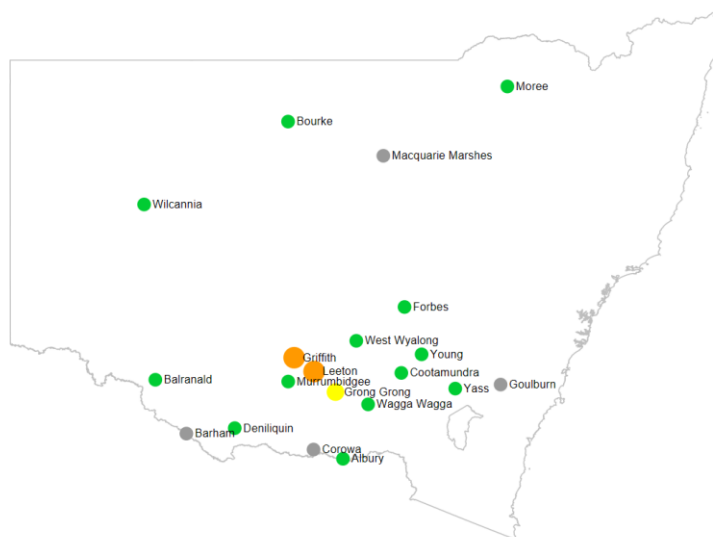 Moree
Bourke
Macquarie Marshes
Wilcannia
Forbes
West Wyalong
Young
Griffith
Leeton
Cootamundra
Balranald
Murrumbidgee
Goulburn
Yass
Grong Grong
Wagga Wagga
Deniliquin
Barham
Corowa
Albury